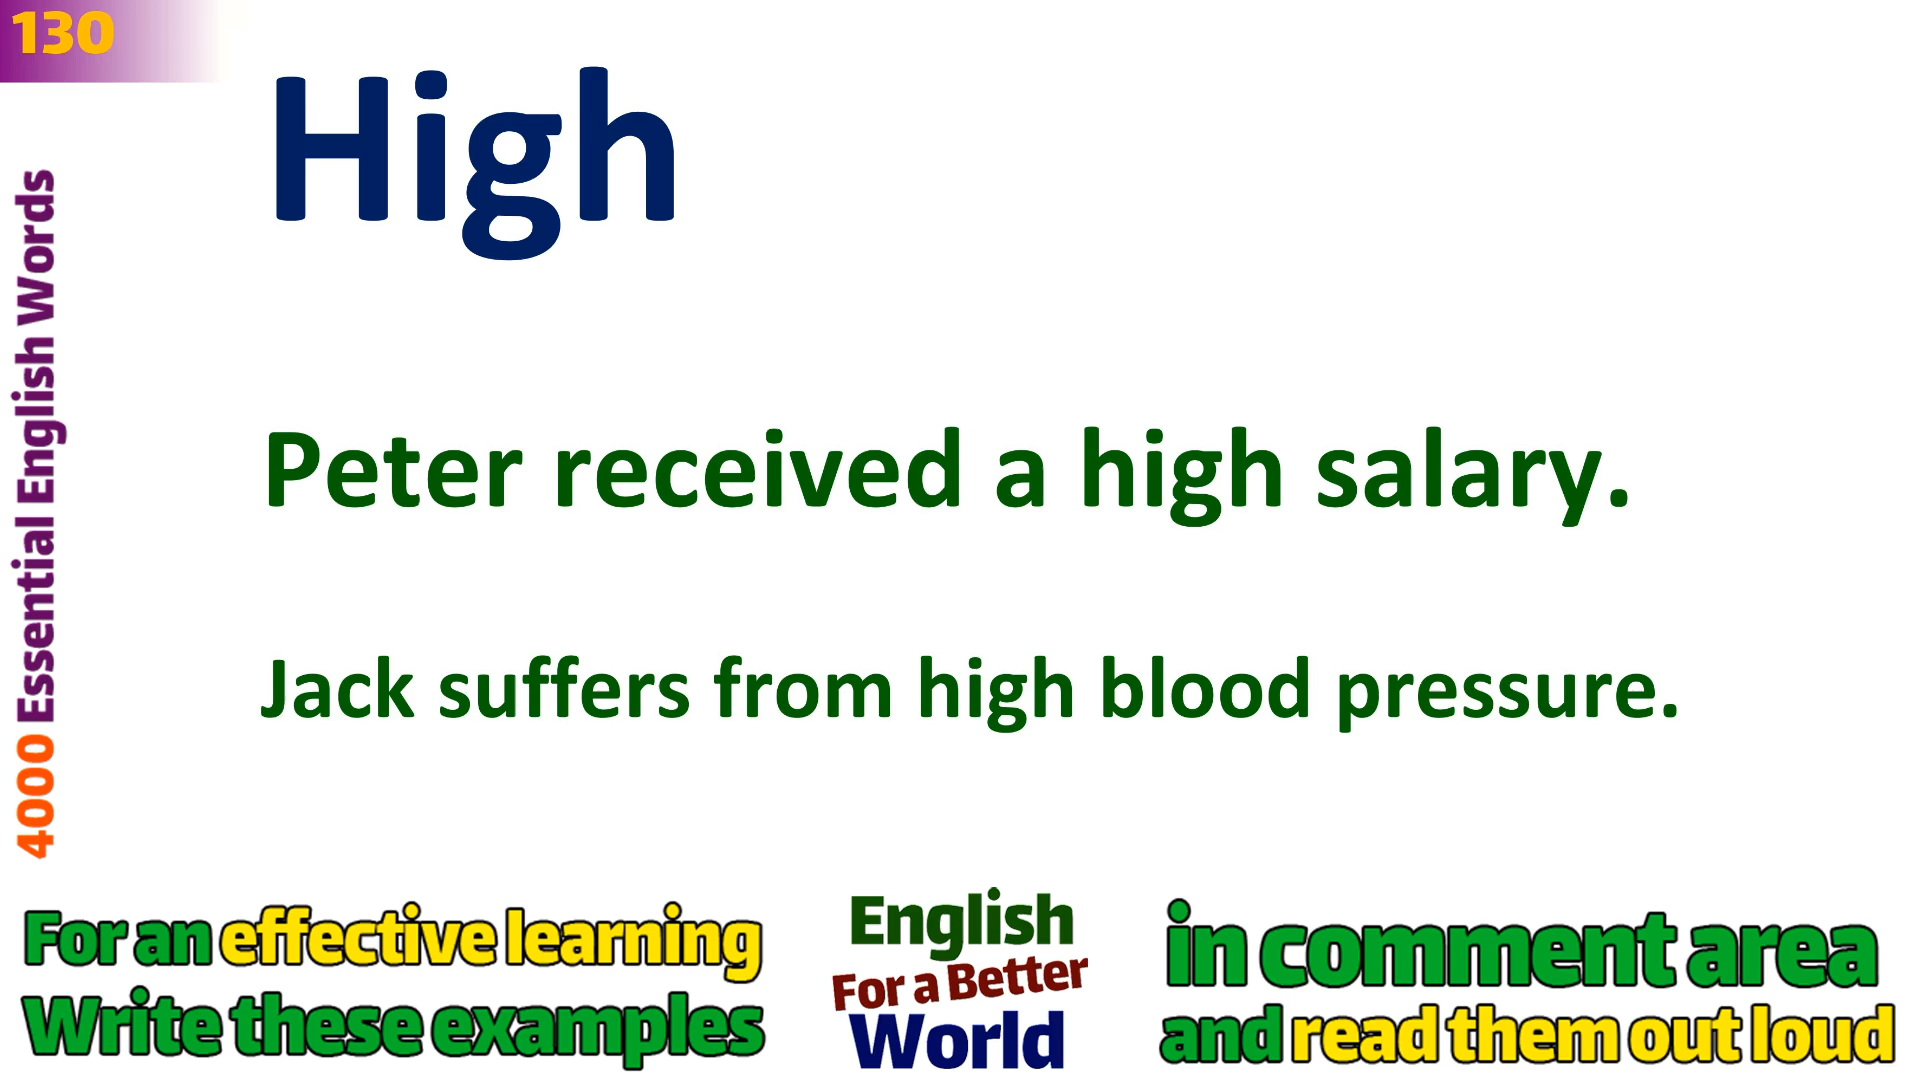 130
High
4000 Essential English Words
Peter received a high salary.
Jack suffers from high blood pressure.
For an effective learning
Write these examples
English
For a Better
World
in comment area
and read them out loud